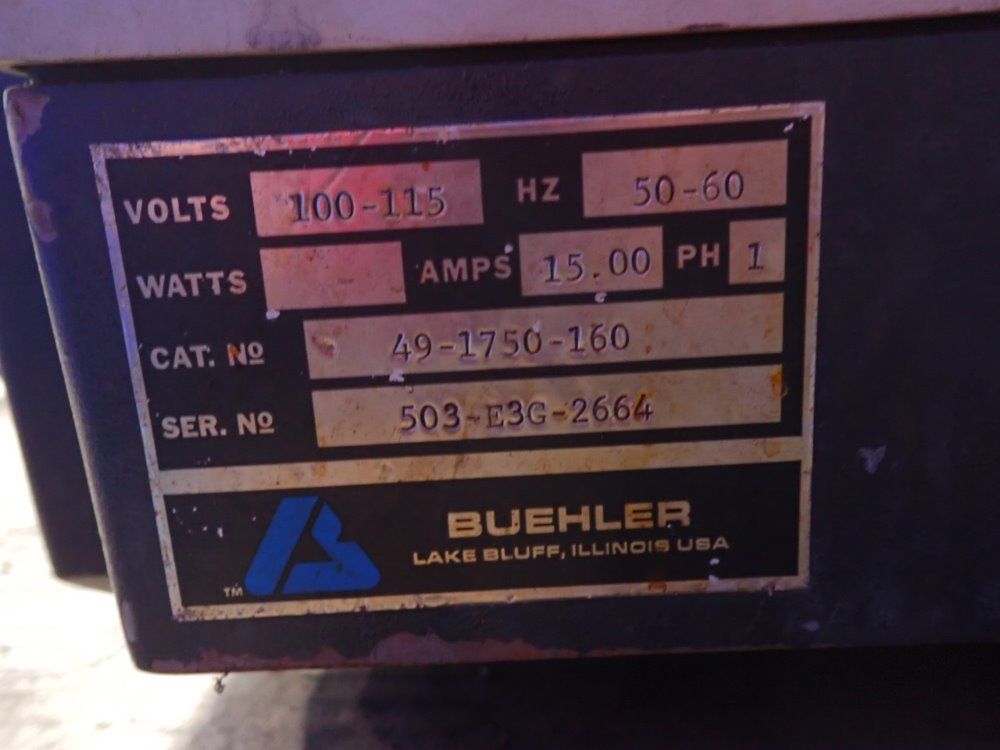 VOLTS 100-115 HZ 50-60
WATTS AMPS 15.00 PH 1
CAT. Nº 49-1750-160
SER. Nº 503-E3G-2664
BUEHLER
LAKE BLUFF, ILLINOIS USA
TM